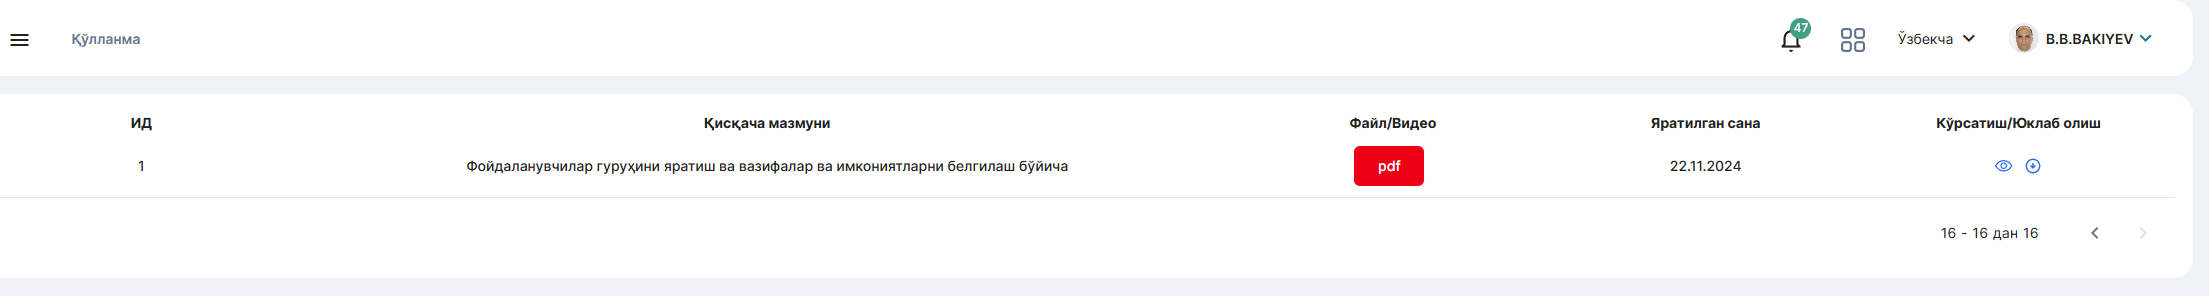 Қўлланма 47 Ўзбекча B.B.BAKIYEV
ИД Қисқача мазмуни Файл/Видео Яратилган сана Кўрсатиш/Юклаб олиш
1 Фойдаланувчилар гуруҳини яратиш ва вазифалар ва имкониятларни белгилаш бўйича pdf 22.11.2024
16 - 16 дан 16